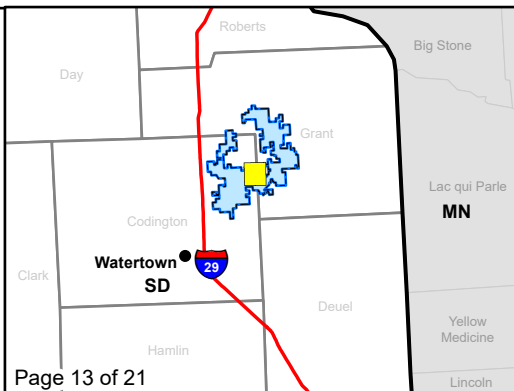 Roberts
Big Stone
Day
Grant
Lac qui Parle
MN
Codington
Watertown
29
SD
Clark
Deuel
Yellow
Medicine
Hamlin
Page 13 of 21
Lincoln